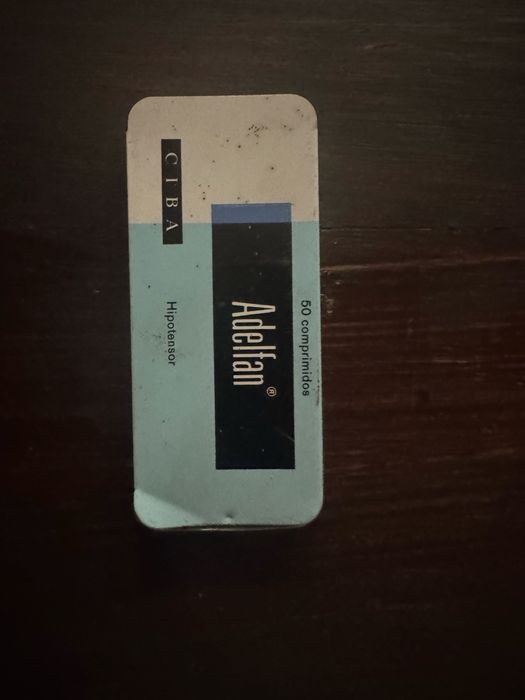 50 comprimidos
Adelfan®
CIBA
Hipotensor